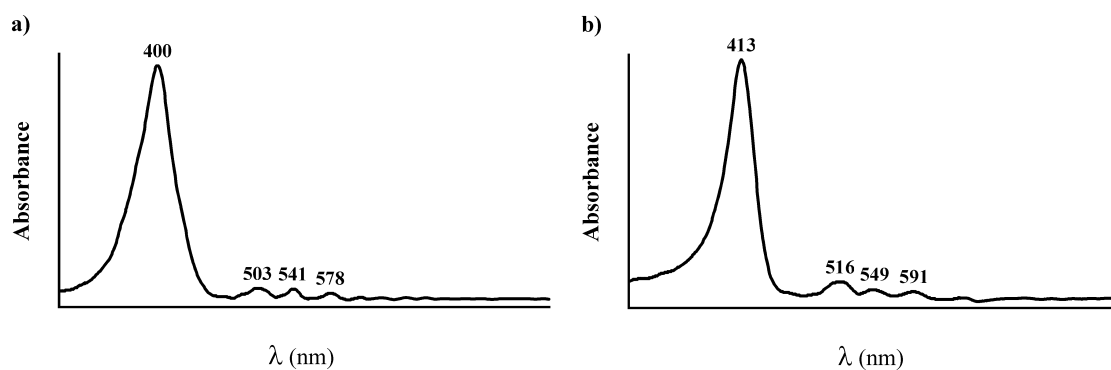 a)
400
503 541 578
Absorbance
λ (nm)
b)
413
516 549 591
Absorbance
λ (nm)